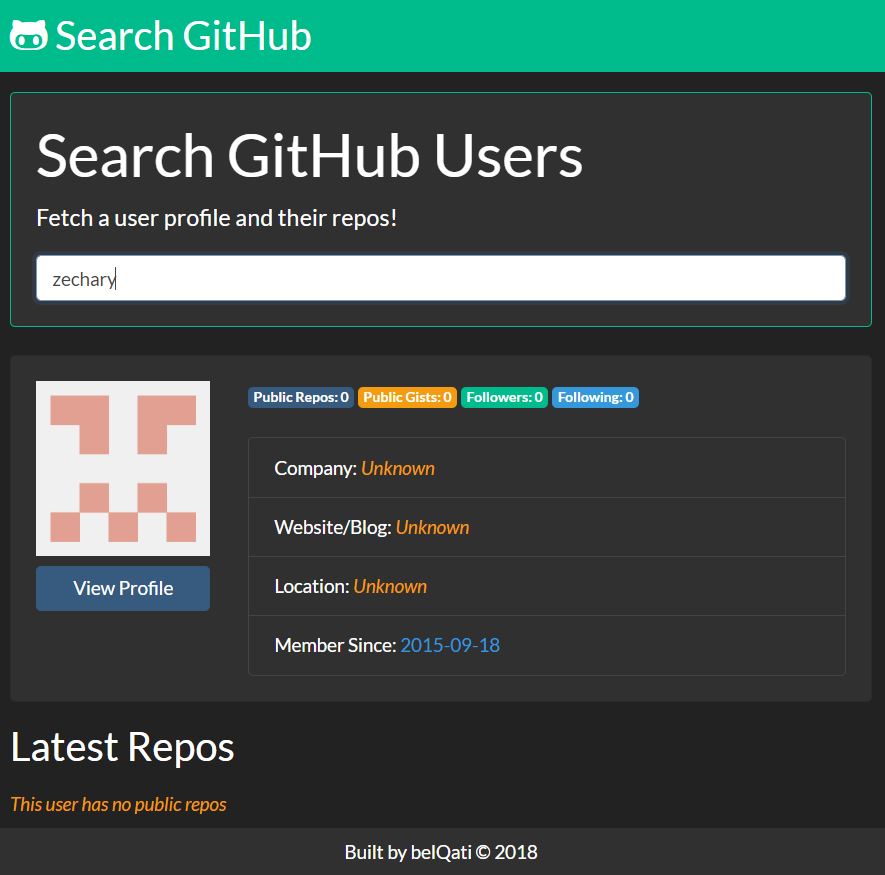 Search GitHub
Search GitHub Users
Fetch a user profile and their repos!
zechary
Public Repos: 0 Public Gists: 0 Followers: 0 Following: 0
Company: Unknown
Website/Blog: Unknown
Location: Unknown
View Profile
Member Since: 2015-09-18
Latest Repos
This user has no public repos
Built by belQati © 2018